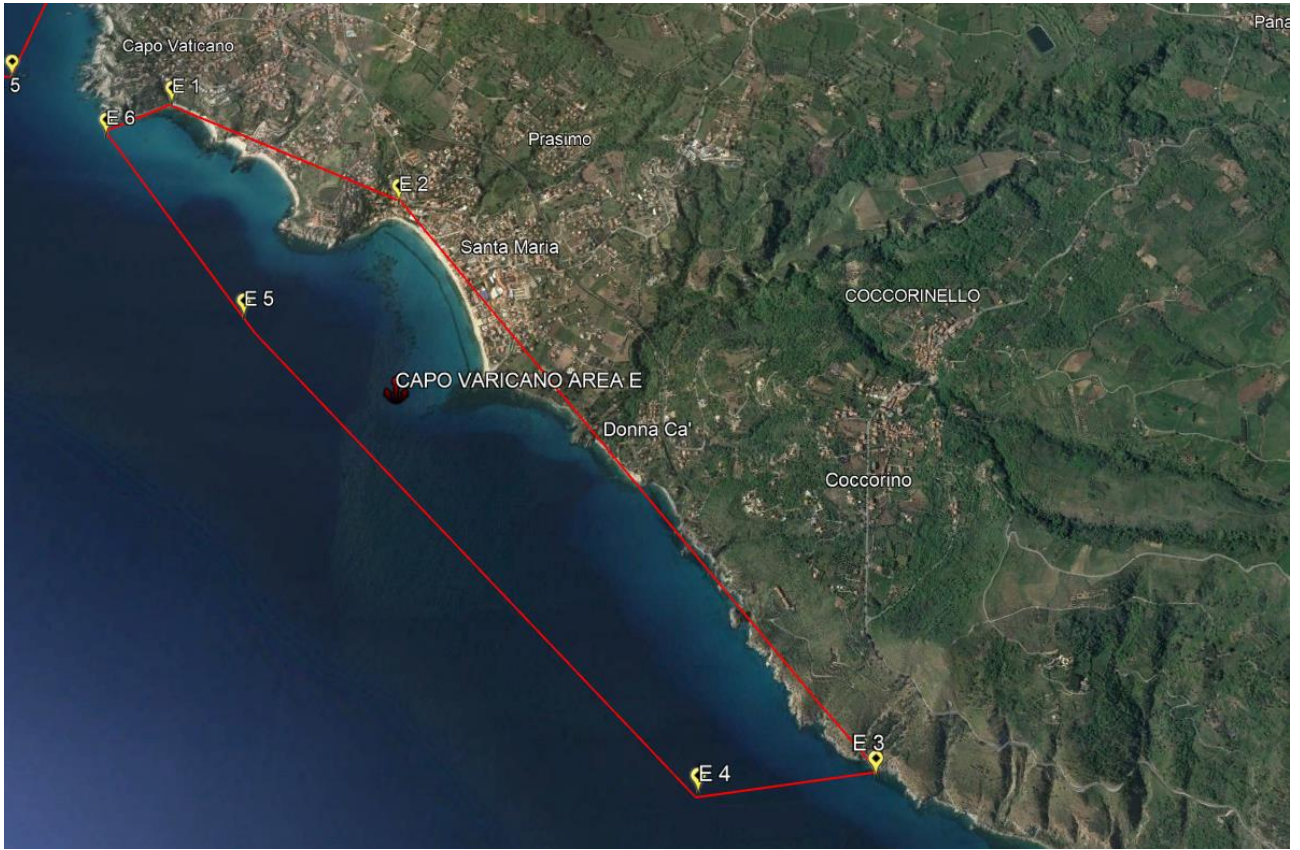 Pana
Capo Vaticano
5
E 1
E 6
Prasimo
E 2
Santa Maria
COCCORINELLO
E 5
CAPO VARICANO AREA E
Donna Ca'
Coccorino
E 3
E 4